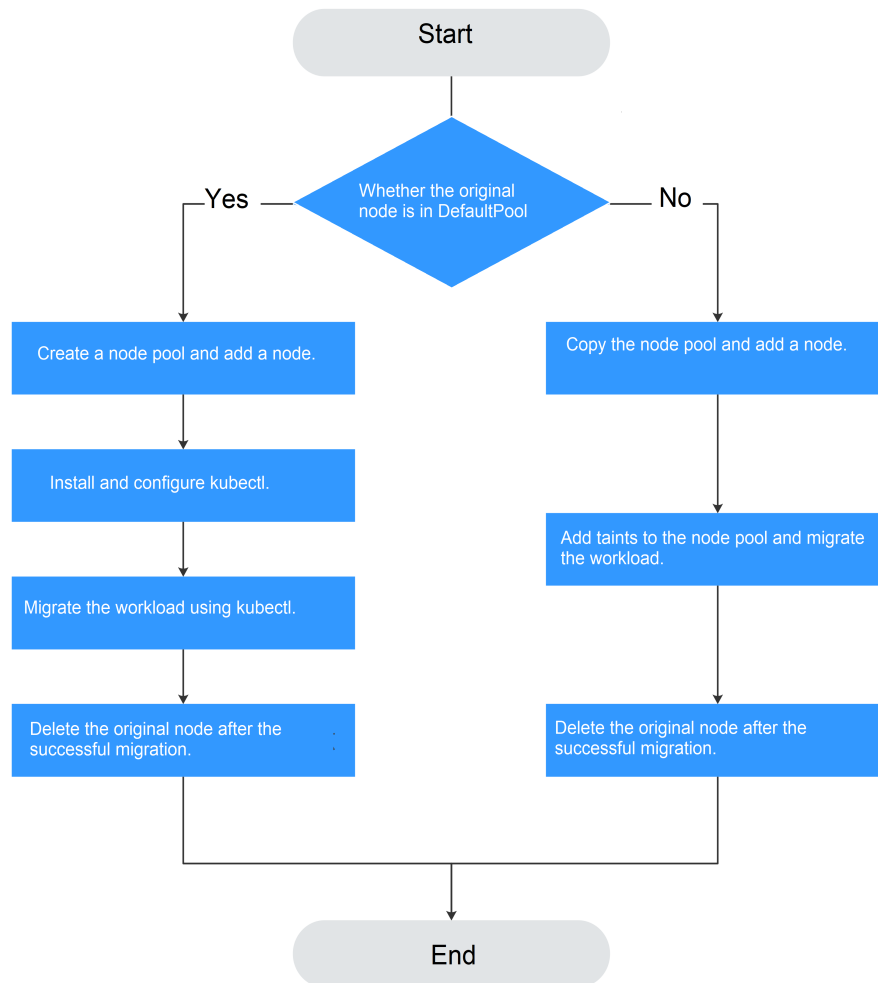 Start
Whether the original
node is in DefaultPool
Yes
No
Create a node pool and add a node.
Install and configure kubectl.
Migrate the workload using kubectl.
Delete the original node after the
successful migration.
Copy the node pool and add a node.
Add taints to the node pool and migrate
the workload.
Delete the original node after the
successful migration.
End